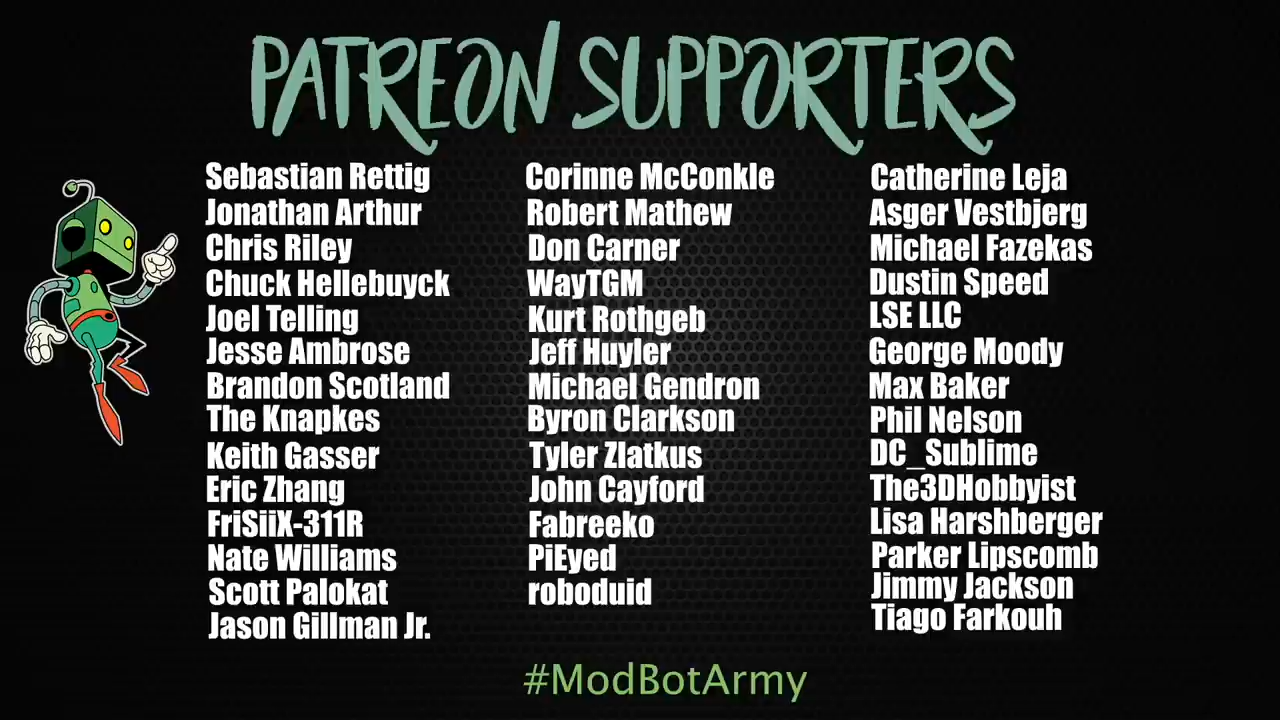 PATREON SUPPORTERS
Sebastian Rettig
Jonathan Arthur
Chris Riley
Chuck Hellebuyck
Joel Telling
Jesse Ambrose
Brandon Scotland
The Knapkes
Keith Gasser
Eric Zhang
FriSiiX-311R
Nate Williams
Scott Palokat
Jason Gillman Jr.
Corinne McConkle
Robert Mathew
Don Carner
WayTGM
Kurt Rothgeb
Jeff Huyler
Michael Gendron
Byron Clarkson
Tyler Zlatkus
John Cayford
Fabreeko
PiEyed
roboduid
Catherine Leja
Asger Vestbjerg
Michael Fazekas
Dustin Speed
LSE LLC
George Moody
Max Baker
Phil Nelson
DC_Sublime
The3DHobbyist
Lisa Harshberger
Parker Lipscomb
Jimmy Jackson
Tiago Farkouh
#ModBotArmy